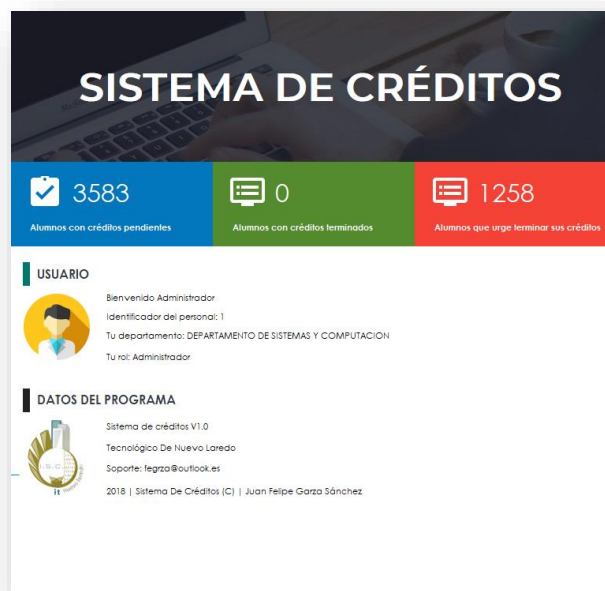 SISTEMA DE CRÉDITOS
3583
Alumnos con créditos pendientes
0
Alumnos con créditos terminados
1258
Alumnos que urge terminar sus créditos
USUARIO
Bienvenido Administrador
Identificador del personal: 1
Tu departamento: DEPARTAMENTO DE SISTEMAS Y COMPUTACION
Tu rol: Administrador
DATOS DEL PROGRAMA
Sistema de créditos V1.0
Tecnológico De Nuevo Laredo
Soporte: fegrza@outlook.es
2018 | Sistema De Créditos (C) | Juan Felipe Garza Sánchez
I.S.C.
it